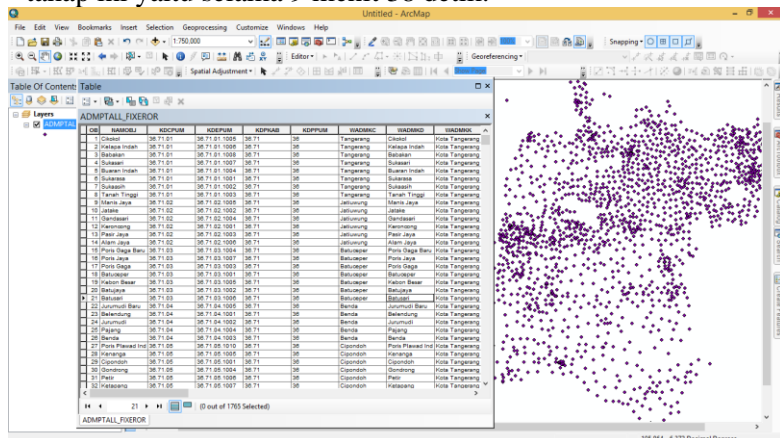 tahap ini yaitu selama 9 menit 38 detik.
Untitled - ArcMap
File Edit View Bookmarks Insert Selection Geoprocessing Customize Windows Help
1:750.000
Editor
Snapping
Georeferencing
Spatial Adjustment
Table Of Contents
Layers
ADMPTAL
Table
ADMPTALL_FIXEROR
OB NAMOBJ KDCPUM KDEPUM KDPKAB KDPPUM WADMKC WADMKD WADMKK
1 Cikokol 36.71.01 36.71.01.1005 36.71 36 Tangerang Cikokol Kota Tangerang
2 Kelapa Indah 36.71.01 36.71.01.1006 36.71 36 Tangerang Kelapa Indah Kota Tangerang
3 Babakan 36.71.01 36.71.01.1008 36.71 36 Tangerang Babakan Kota Tangerang
4 Sukasari 36.71.01 36.71.01.1007 36.71 36 Tangerang Sukasari Kota Tangerang
5 Buaran Indah 36.71.01 36.71.01.1004 36.71 36 Tangerang Buaran Indah Kota Tangerang
6 Sukarasa 36.71.01 36.71.01.1001 36.71 36 Tangerang Sukarasa Kota Tangerang
7 Sukaasih 36.71.01 36.71.01.1002 36.71 36 Tangerang Sukaasih Kota Tangerang
8 Tanah Tinggi 36.71.01 36.71.01.1003 36.71 36 Tangerang Tanah Tinggi Kota Tangerang
9 Manis Jaya 36.71.02 36.71.02.1005 36.71 36 Jatiuwung Manis Jaya Kota Tangerang
10 Jatake 36.71.02 36.71.02.1002 36.71 36 Jatiuwung Jatake Kota Tangerang
11 Gandasari 36.71.02 36.71.02.1004 36.71 36 Jatiuwung Gandasari Kota Tangerang
12 Keroncong 36.71.02 36.71.02.1001 36.71 36 Jatiuwung Keroncong Kota Tangerang
13 Pasir Jaya 36.71.02 36.71.02.1003 36.71 36 Jatiuwung Pasir Jaya Kota Tangerang
14 Alam Jaya 36.71.02 36.71.02.1006 36.71 36 Jatiuwung Alam Jaya Kota Tangerang
15 Poris Gaga Baru 36.71.03 36.71.03.1007 36.71 36 Batuceper Poris Gaga Baru Kota Tangerang
16 Poris Jaya 36.71.03 36.71.03.1004 36.71 36 Batuceper Poris Jaya Kota Tangerang
17 Poris Gaga 36.71.03 36.71.03.1003 36.71 36 Batuceper Poris Gaga Kota Tangerang
18 Batuceper 36.71.03 36.71.03.1001 36.71 36 Batuceper Batuceper Kota Tangerang
19 Kebon Besar 36.71.03 36.71.03.1005 36.71 36 Batuceper Kebon Besar Kota Tangerang
20 Batujaya 36.71.03 36.71.03.1002 36.71 36 Batuceper Batujaya Kota Tangerang
21 Batusari 36.71.03 36.71.03.1006 36.71 36 Batuceper Batusari Kota Tangerang
22 Jurumudi Baru 36.71.04 36.71.04.1005 36.71 36 Benda Jurumudi Baru Kota Tangerang
23 Belendung 36.71.04 36.71.04.1001 36.71 36 Benda Belendung Kota Tangerang
24 Jurumudi 36.71.04 36.71.04.1002 36.71 36 Benda Jurumudi Kota Tangerang
25 Pajang 36.71.04 36.71.04.1004 36.71 36 Benda Pajang Kota Tangerang
26 Benda 36.71.04 36.71.04.1003 36.71 36 Benda Benda Kota Tangerang
27 Poris Plawad Ind 36.71.05 36.71.05.1010 36.71 36 Cipondoh Poris Plawad Ind Kota Tangerang
28 Kenanga 36.71.05 36.71.05.1005 36.71 36 Cipondoh Kenanga Kota Tangerang
29 Cipondoh 36.71.05 36.71.05.1001 36.71 36 Cipondoh Cipondoh Kota Tangerang
30 Gondrong 36.71.05 36.71.05.1004 36.71 36 Cipondoh Gondrong Kota Tangerang
31 Petir 36.71.05 36.71.05.1006 36.71 36 Cipondoh Petir Kota Tangerang
32 Ketapang 36.71.05 36.71.05.1007 36.71 36 Cipondoh Ketapang Kota Tangerang
21
(0 out of 1765 Selected)
ADMPTALL_FIXEROR
Create Features